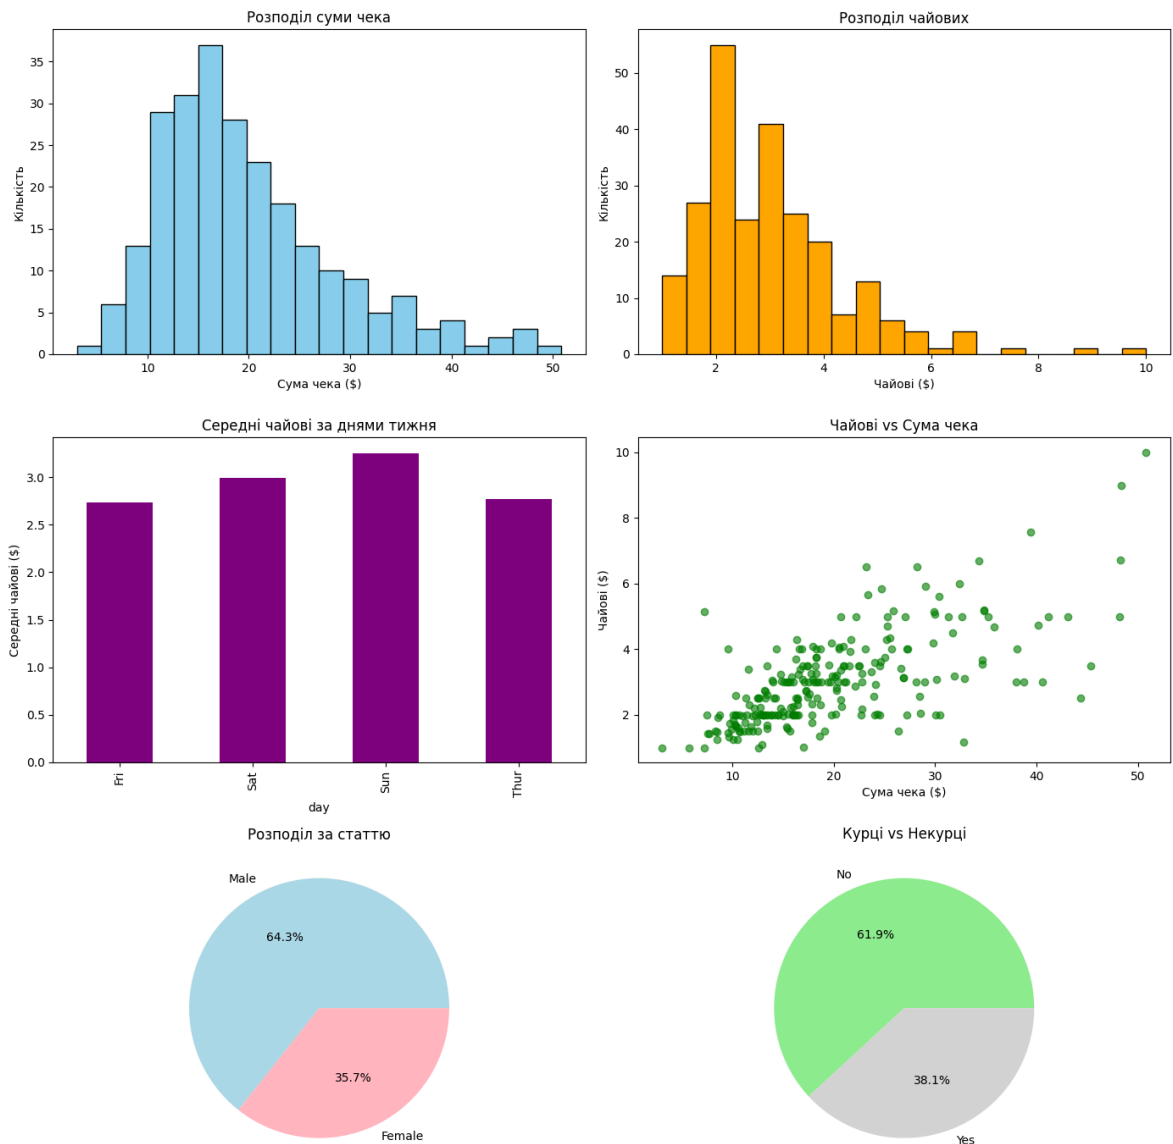 Розподіл суми чека
Кількість
0
5
10
15
20
25
30
35
10
20
30
40
50
Сума чека ($)
Розподіл чайових
Кількість
0
10
20
30
40
50
2
4
6
8
10
Чайові ($)
Середні чайові за днями тижня
Середні чайові ($)
0.0
0.5
1.0
1.5
2.0
2.5
3.0
Fri
Sat
Sun
Thur
day
Чайові vs Сума чека
Чайові ($)
2
4
6
8
10
10
20
30
40
50
Сума чека ($)
Розподіл за статтю
Male
64.3%
35.7%
Female
Курці vs Некурці
No
61.9%
38.1%
Yes